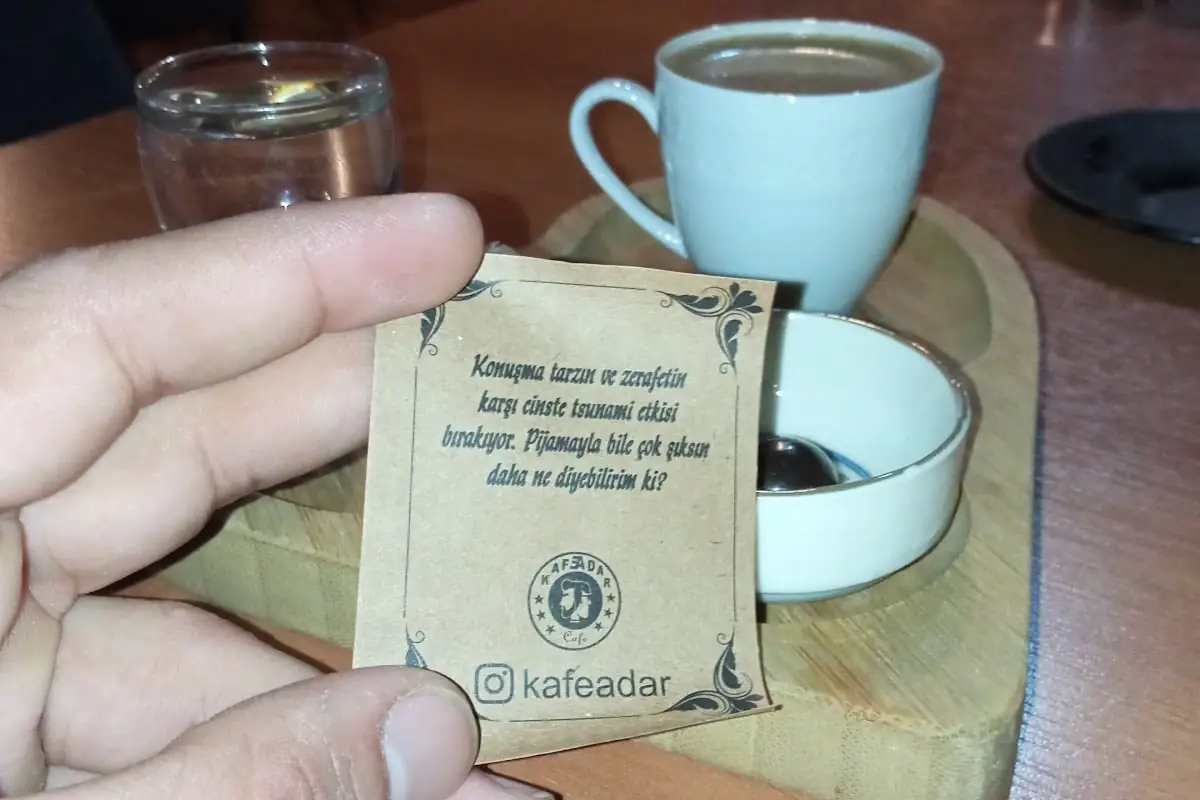 Konuşma tarzın ve zerafetin
karşı cinste tsunami etkisi
bırakıyor. Pijamayla bile çok şıksın
daha ne diyebilirim ki?
KAFEADAR
Cafe
kafeadar